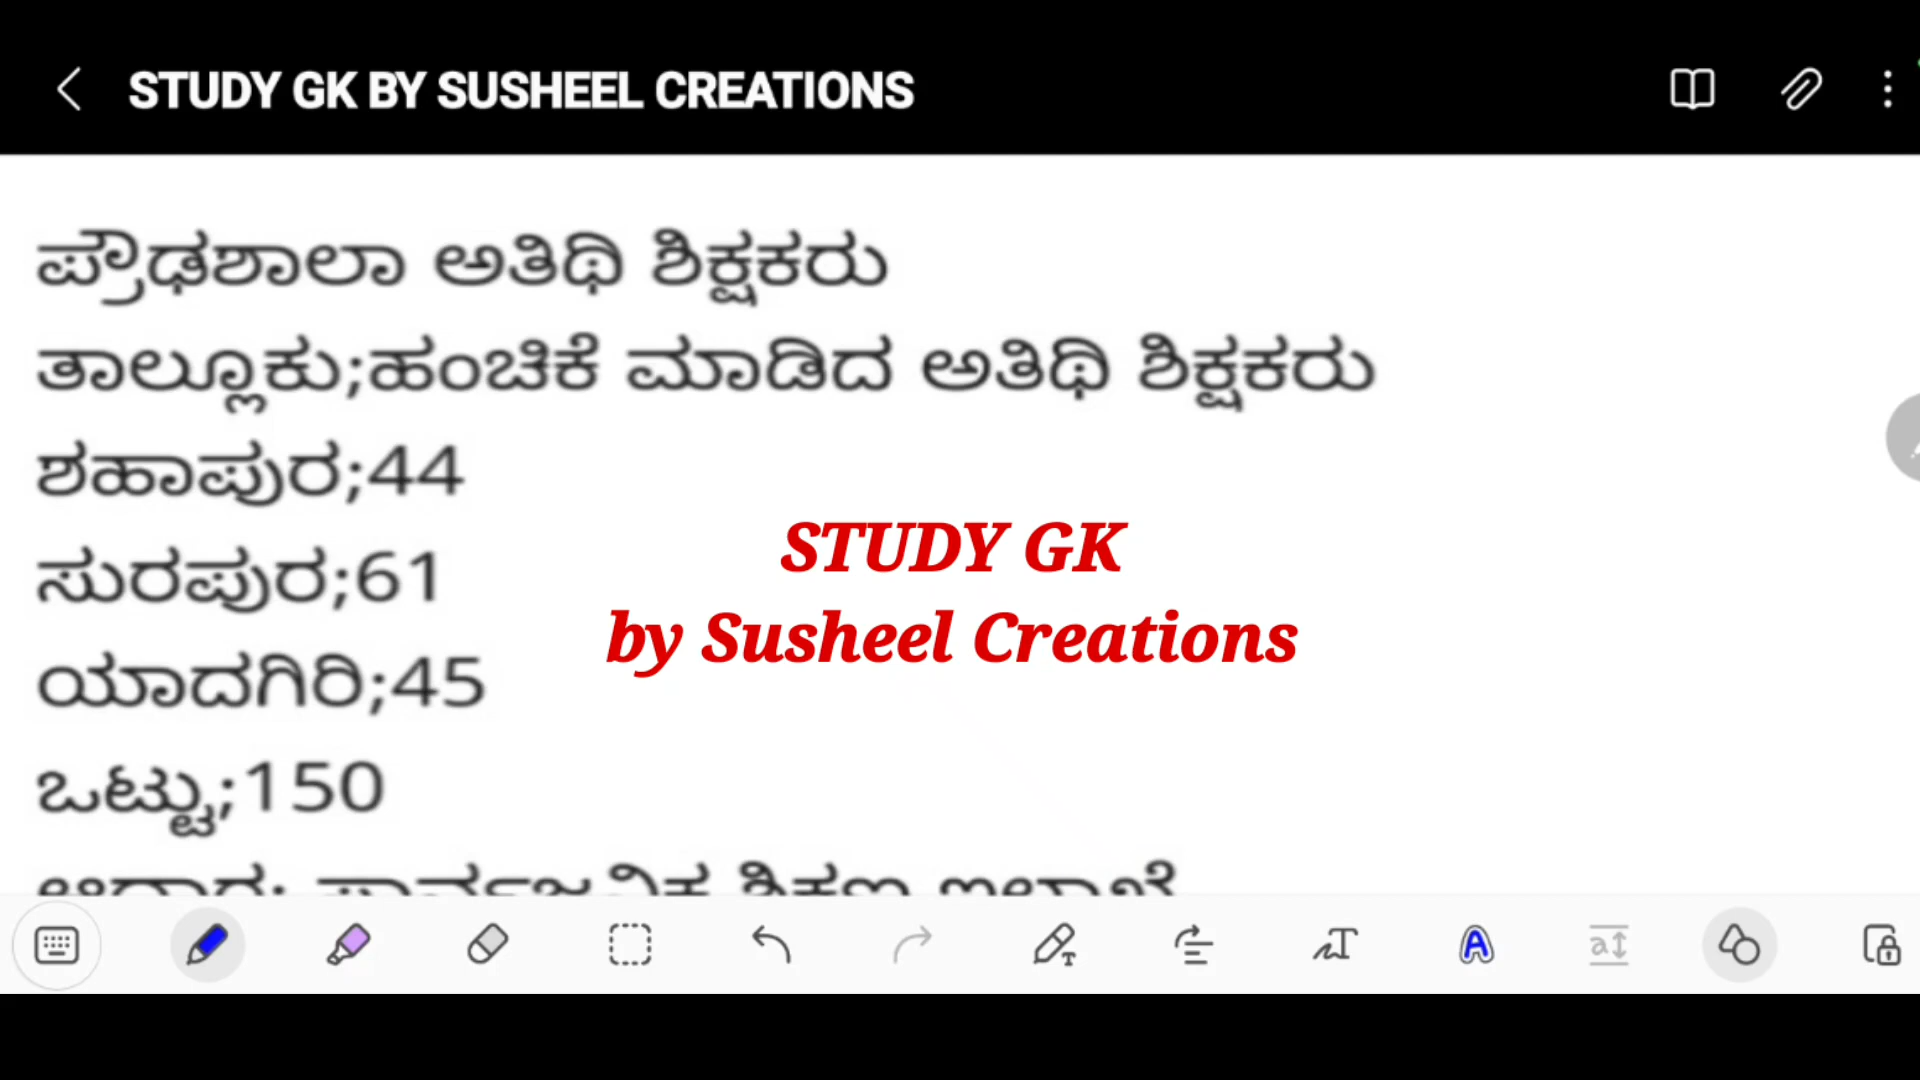 STUDY GK BY SUSHEEL CREATIONS
ಪ್ರೌಢಶಾಲಾ ಅತಿಥಿ ಶಿಕ್ಷಕರು
ತಾಲ್ಲೂಕು;ಹಂಚಿಕೆ ಮಾಡಿದ ಅತಿಥಿ ಶಿಕ್ಷಕರು
ಶಹಾಪುರ;44
ಸುರಪುರ;61
ಯಾದಗಿರಿ;45
ಒಟ್ಟು;150
STUDY GK
by Susheel Creations